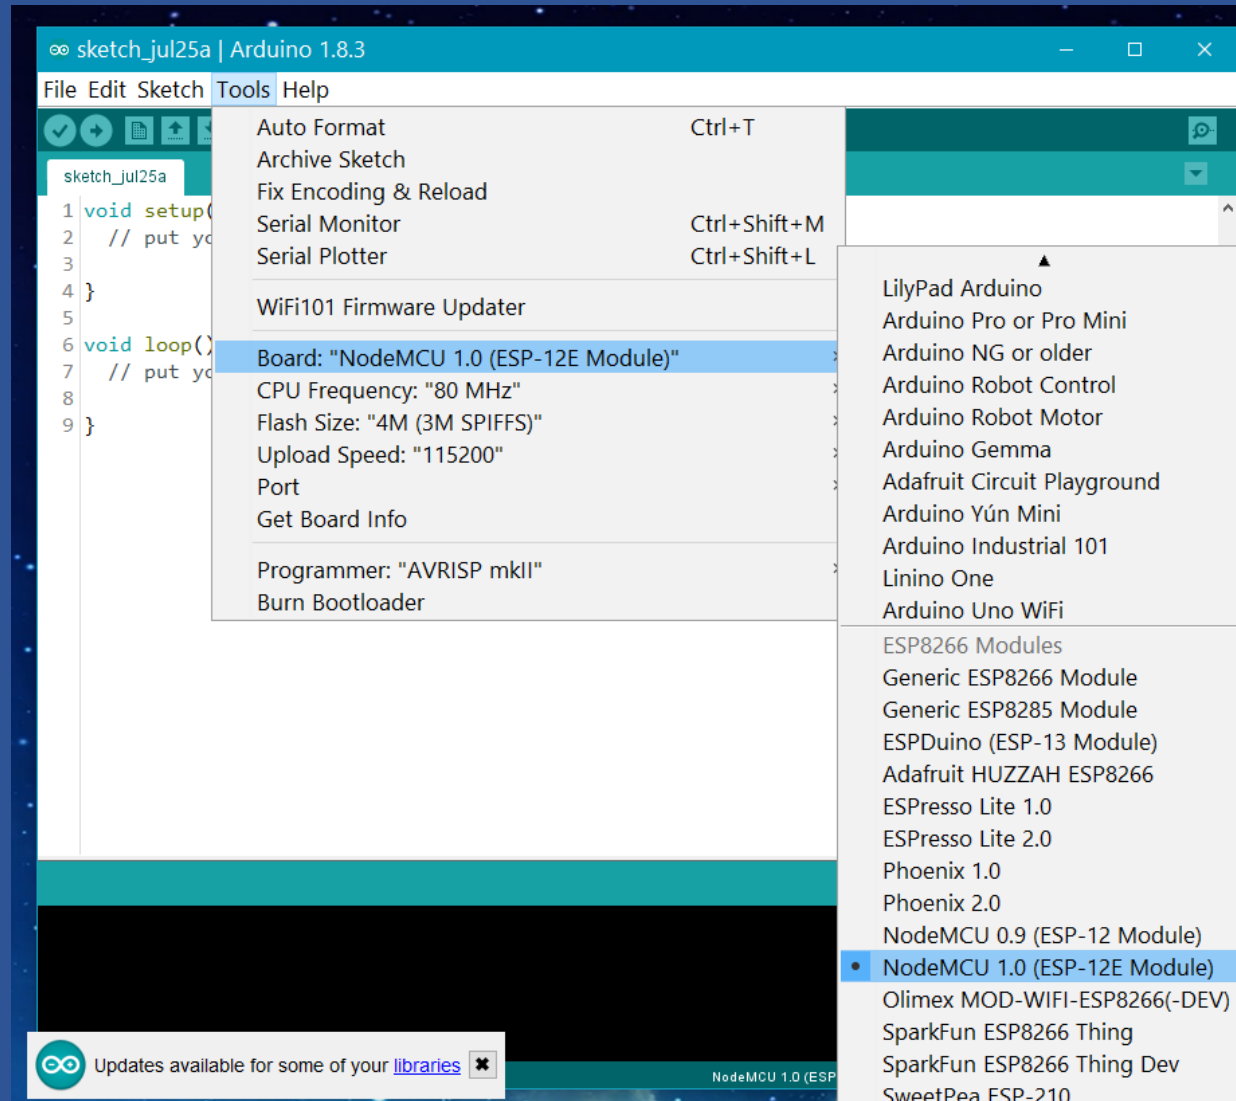 sketch_jul25a | Arduino 1.8.3
File Edit Sketch Tools Help
sketch_jul25a
1 void setup(
2 // put yo
3
4 }
5
6 void loop()
7 // put yo
8
9 }
Auto Format Ctrl+T
Archive Sketch
Fix Encoding & Reload
Serial Monitor Ctrl+Shift+M
Serial Plotter Ctrl+Shift+L
WiFi101 Firmware Updater
Board: "NodeMCU 1.0 (ESP-12E Module)"
CPU Frequency: "80 MHz"
Flash Size: "4M (3M SPIFFS)"
Upload Speed: "115200"
Port
Get Board Info
Programmer: "AVRISP mkII"
Burn Bootloader
LilyPad Arduino
Arduino Pro or Pro Mini
Arduino NG or older
Arduino Robot Control
Arduino Robot Motor
Arduino Gemma
Adafruit Circuit Playground
Arduino Yún Mini
Arduino Industrial 101
Linino One
Arduino Uno WiFi
ESP8266 Modules
Generic ESP8266 Module
Generic ESP8285 Module
ESPDuino (ESP-13 Module)
Adafruit HUZZAH ESP8266
ESPresso Lite 1.0
ESPresso Lite 2.0
Phoenix 1.0
Phoenix 2.0
NodeMCU 0.9 (ESP-12 Module)
NodeMCU 1.0 (ESP-12E Module)
Olimex MOD-WIFI-ESP8266(-DEV)
SparkFun ESP8266 Thing
SparkFun ESP8266 Thing Dev
SweetPea ESP-210
Updates available for some of your libraries
NodeMCU 1.0 (ESP